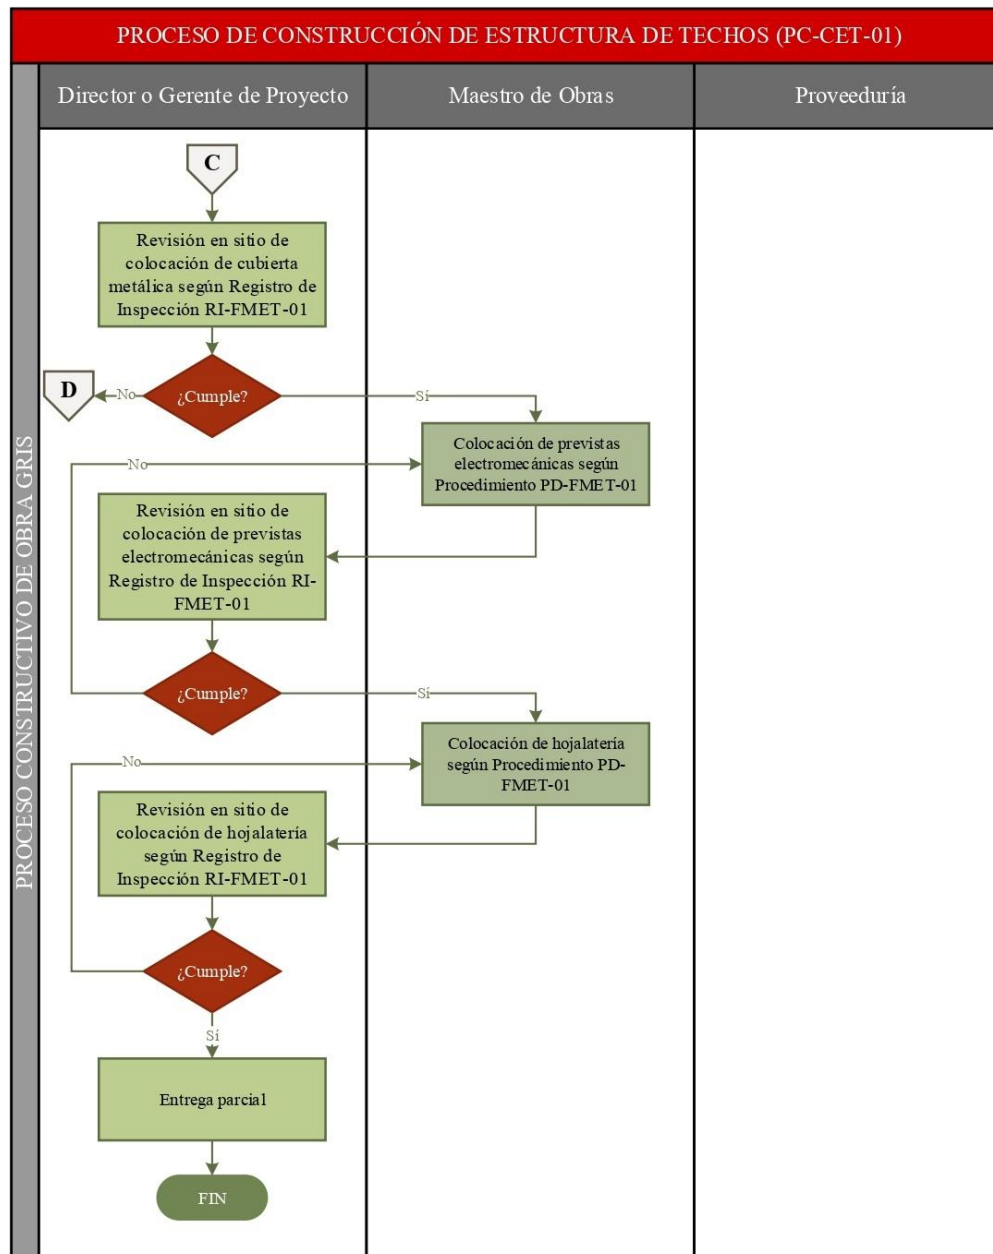 PROCESO DE CONSTRUCCIÓN DE ESTRUCTURA DE TECHOS (PC-CET-01)
PROCESO CONSTRUCTIVO DE OBRA GRIS
Director o Gerente de Proyecto
Maestro de Obras
Proveeduría
C
Revisión en sitio de
colocación de cubierta
metálica según Registro de
Inspección RI-FMET-01
D
No
¿Cumple?
Sí
Colocación de previstas
electromecánicas según
Procedimiento PD-FMET-01
No
Revisión en sitio de
colocación de previstas
electromecánicas según
Registro de Inspección RI-
FMET-01
¿Cumple?
Sí
Colocación de hojalatería
según Procedimiento PD-
FMET-01
No
Revisión en sitio de
colocación de hojalatería
según Registro de
Inspección RI-FMET-01
¿Cumple?
Sí
Entrega parcial
FIN